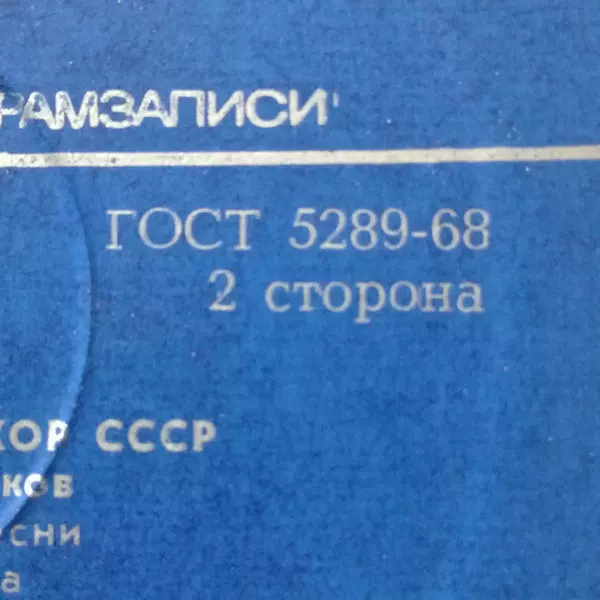 РАМЗАПИСИ"
ГОСТ 5289-68
2 сторона
ХОР СССР
ков
сни
а